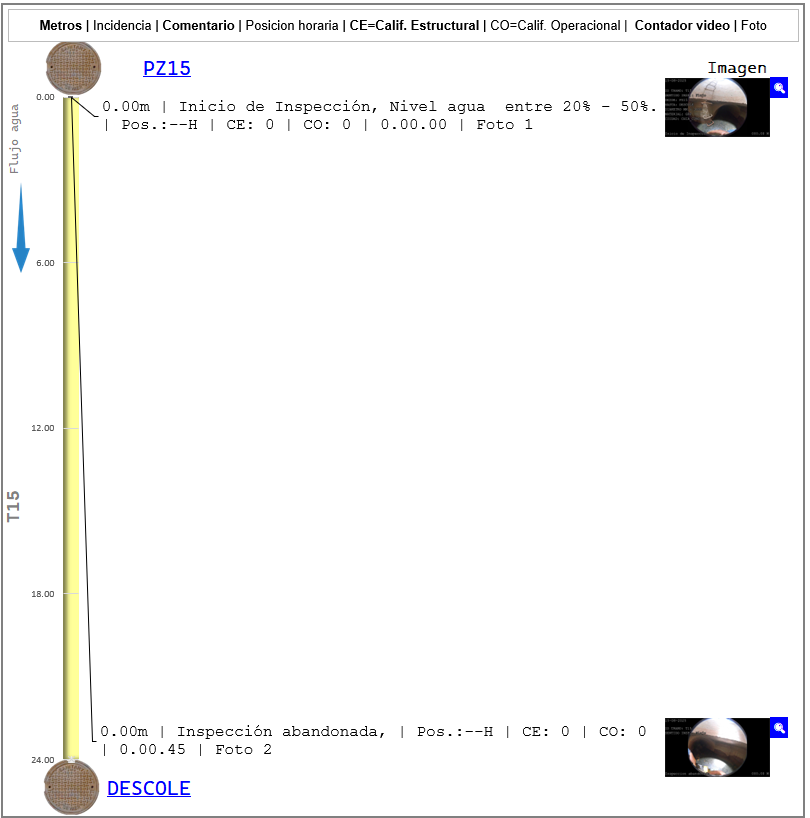 Metros | Incidencia | Comentario | Posicion horaria | CE=Calif. Estructural | CO=Calif. Operacional | Contador video | Foto
PZ15
Imagen
0.00
0.00m | Inicio de Inspección, Nivel agua entre 20% - 50%.
| Pos.:--H | CE: 0 | CO: 0 | 0.00.00 | Foto 1
Flujo agua
6.00
12.00
T15
18.00
0.00m | Inspección abandonada, | Pos.:--H | CE: 0 | CO: 0
| 0.00.45 | Foto 2
24.00
DESCOLE